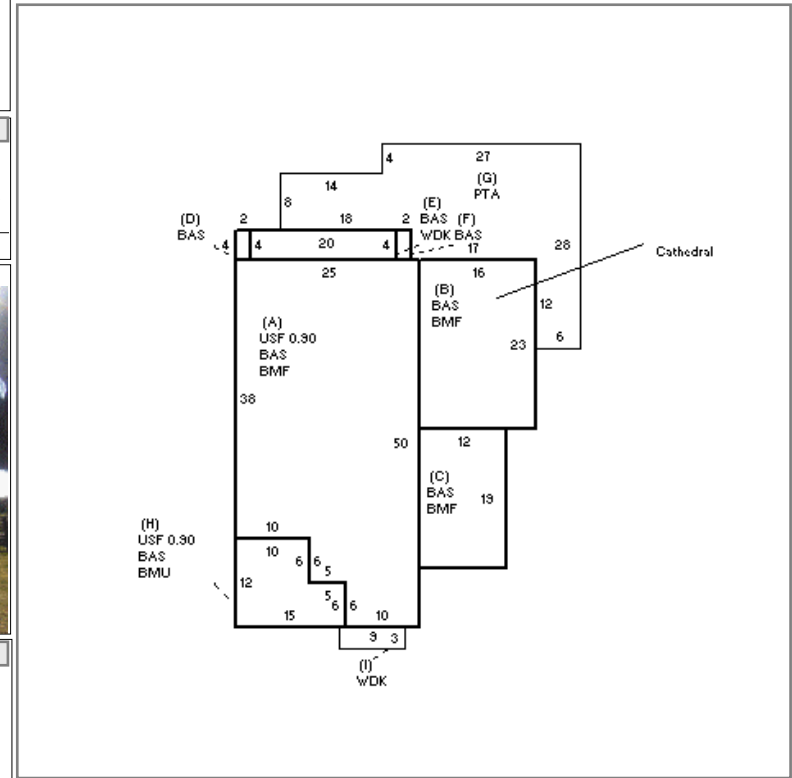 4
27
14
(G)
PTA
8
(D)
BAS
2
18
2
(E)
BAS
WDK
(F)
BAS
4
4
20
4
17
28
Cathedral
25
16
(B)
BAS
BMF
12
(A)
USF 0.90
BAS
BMF
23
6
38
50
12
(C)
BAS
BMF
19
(H)
USF 0.90
BAS
BMU
10
10
6
6
5
12
5
6
6
15
10
9
3
(I)
WDK